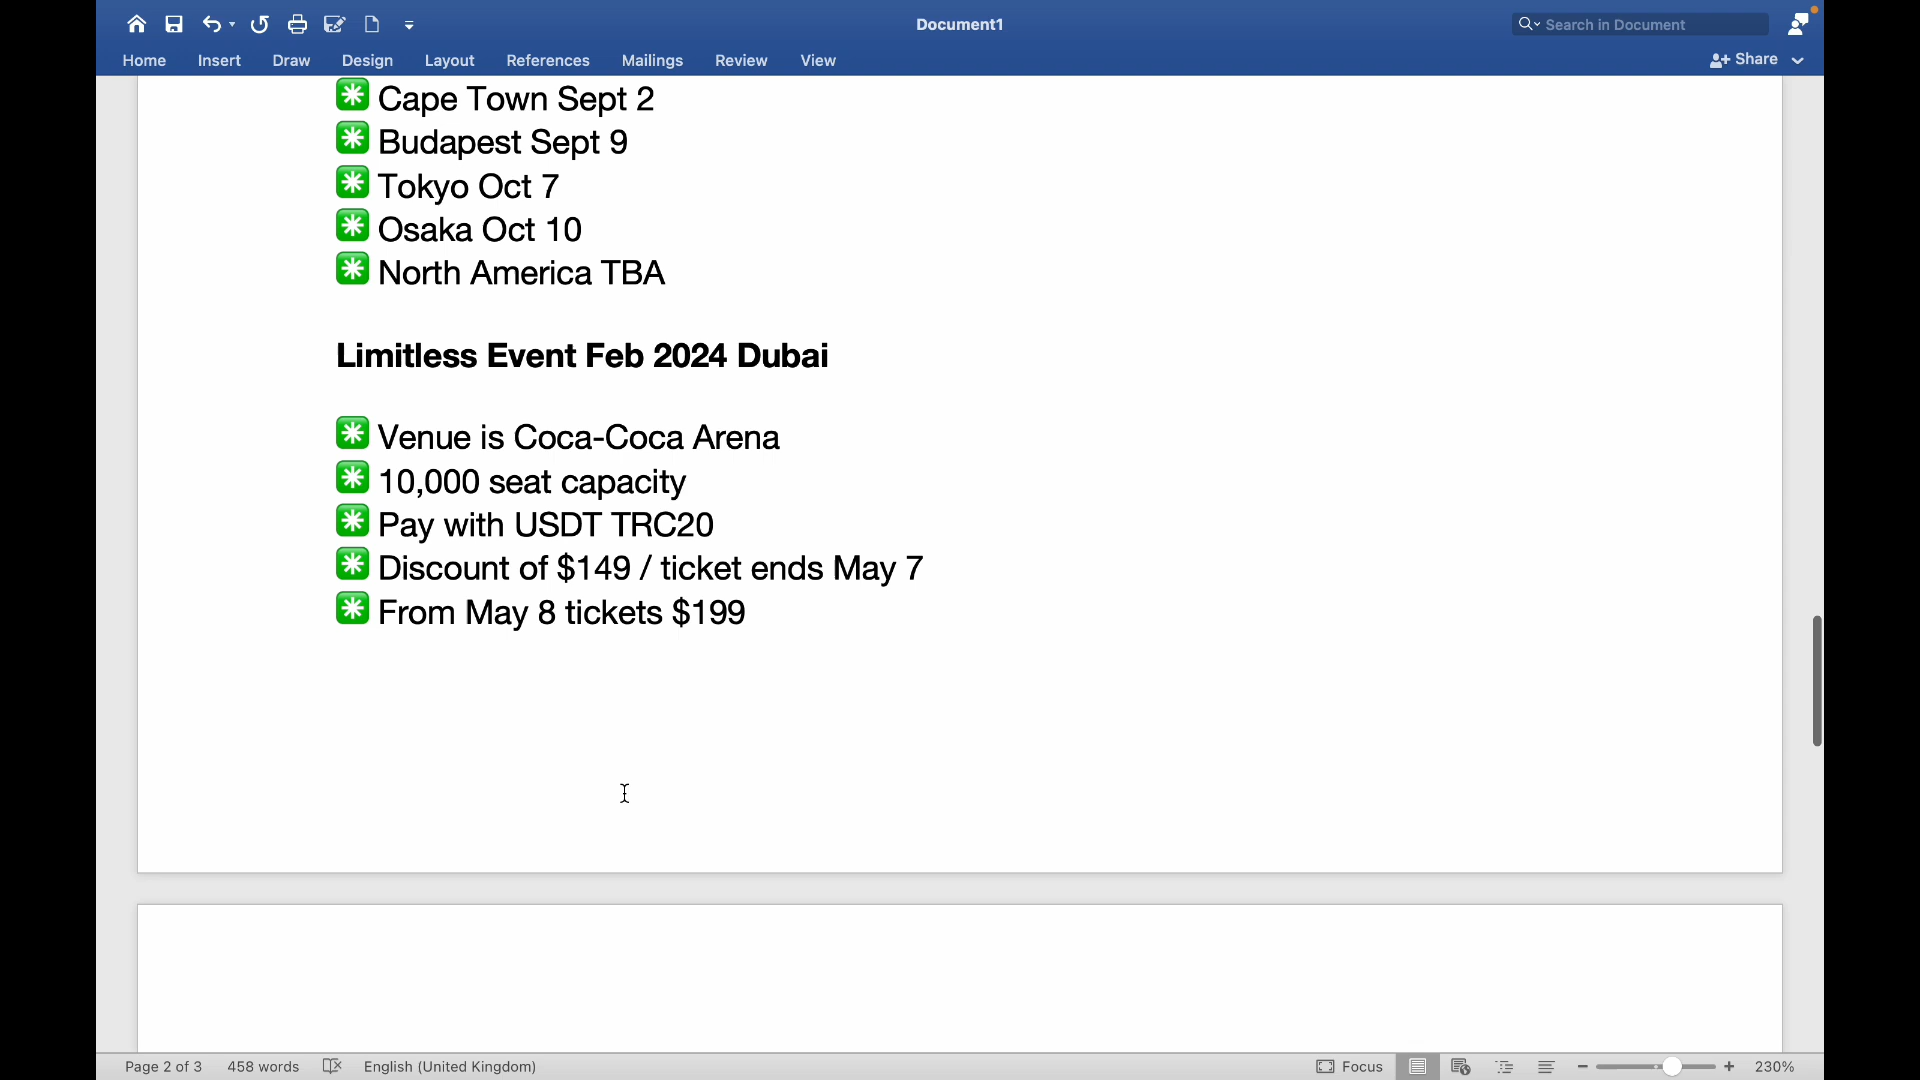 Document1
Search in Document
Home Insert Draw Design Layout References Mailings Review View
Share
Cape Town Sept 2
Budapest Sept 9
Tokyo Oct 7
Osaka Oct 10
North America TBA
Limitless Event Feb 2024 Dubai
Venue is Coca-Coca Arena
10,000 seat capacity
Pay with USDT TRC20
Discount of $149 / ticket ends May 7
From May 8 tickets $199
Page 2 of 3 458 words English (United Kingdom) Focus 230%